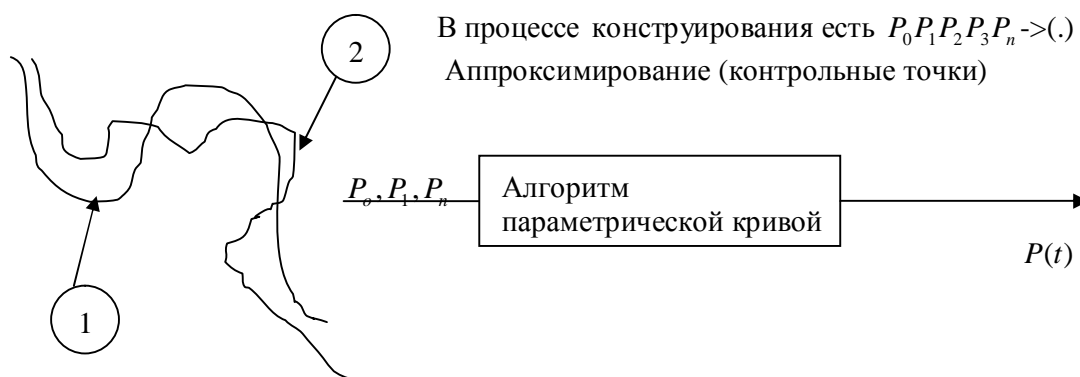 2
В процессе конструирования есть P₀P₁P₂P₃Pₙ->(.)
Аппроксимирование (контрольные точки)
Pₒ, P₁, Pₙ
Алгоритм
параметрической кривой
P(t)
1